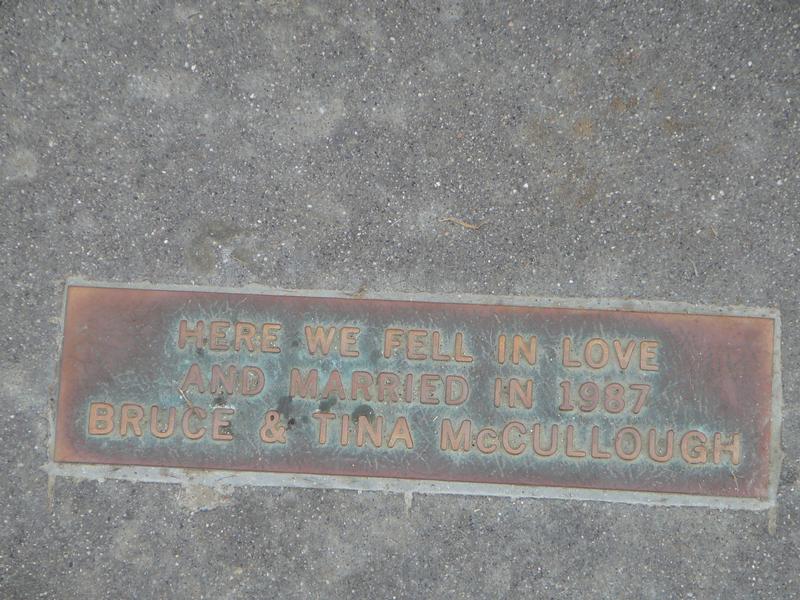 HERE WE FELL IN LOVE
AND MARRIED IN 1987
BRUCE & TINA McCULLOUGH